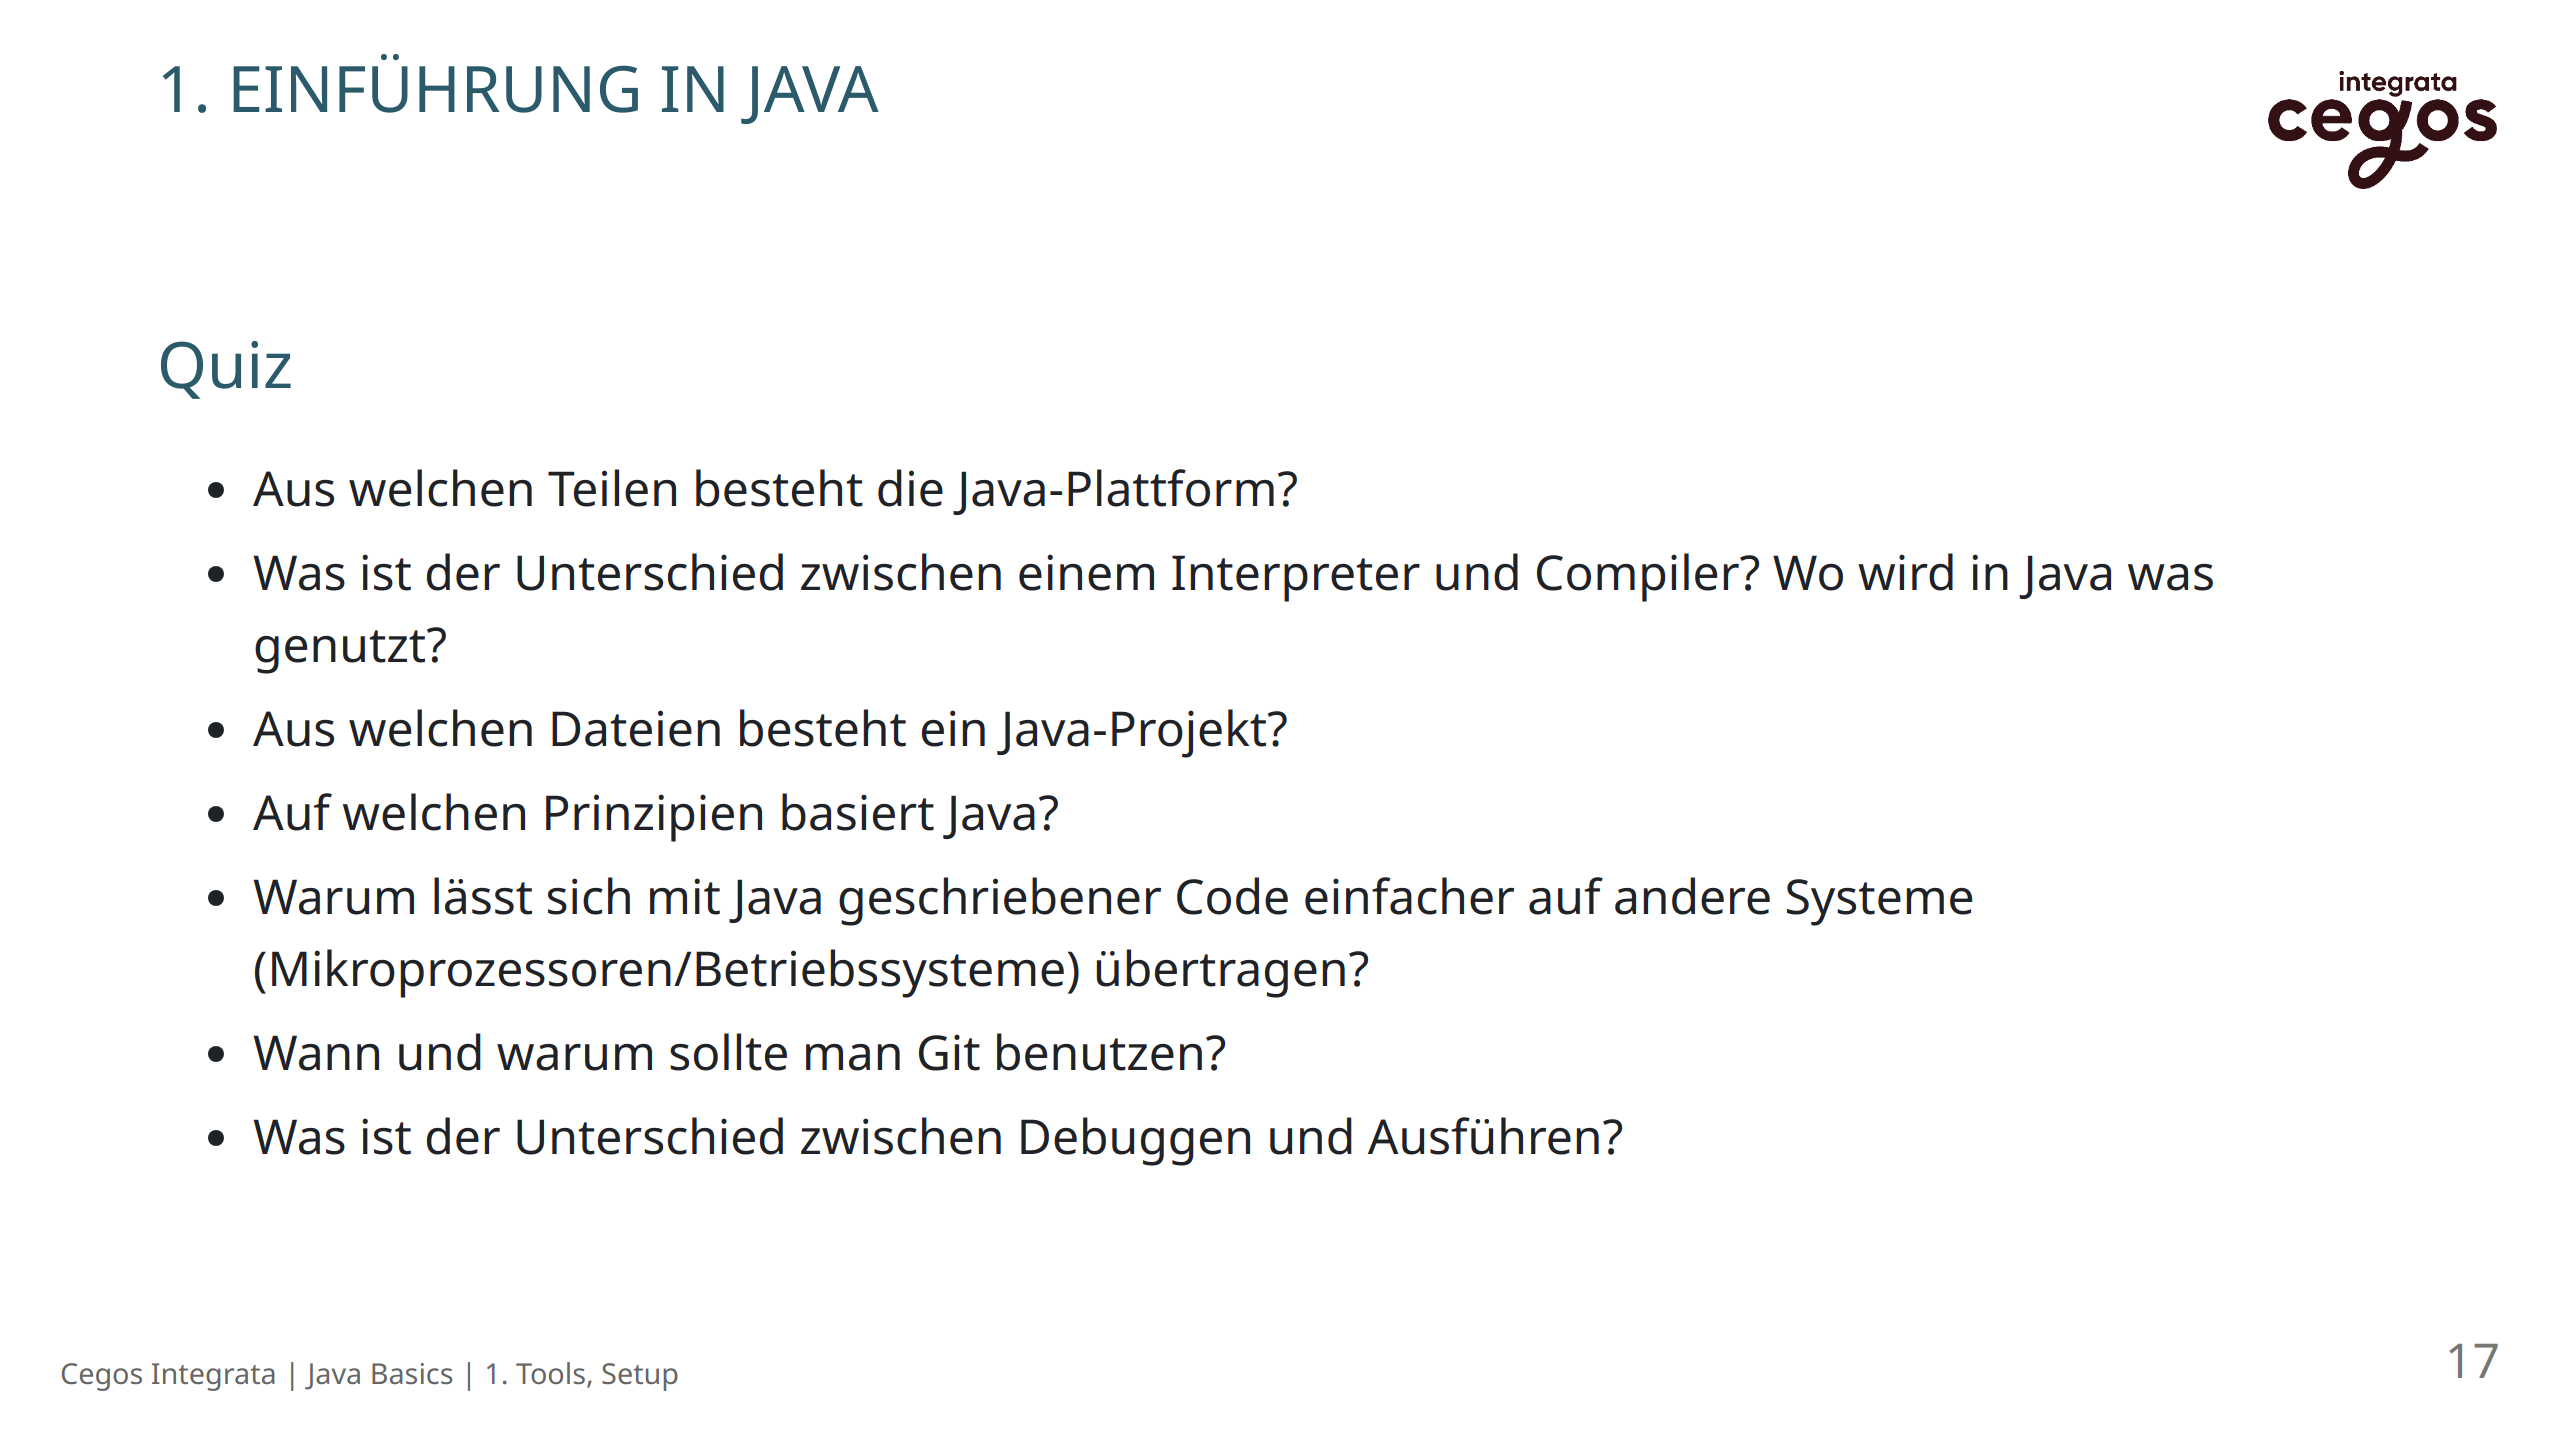 1. EINFÜHRUNG IN JAVA
integrata
cegos
Quiz
• Aus welchen Teilen besteht die Java-Plattform?
• Was ist der Unterschied zwischen einem Interpreter und Compiler? Wo wird in Java was
genutzt?
• Aus welchen Dateien besteht ein Java-Projekt?
• Auf welchen Prinzipien basiert Java?
• Warum lässt sich mit Java geschriebener Code einfacher auf andere Systeme
(Mikroprozessoren/Betriebssysteme) übertragen?
• Wann und warum sollte man Git benutzen?
• Was ist der Unterschied zwischen Debuggen und Ausführen?
Cegos Integrata | Java Basics | 1. Tools, Setup
17